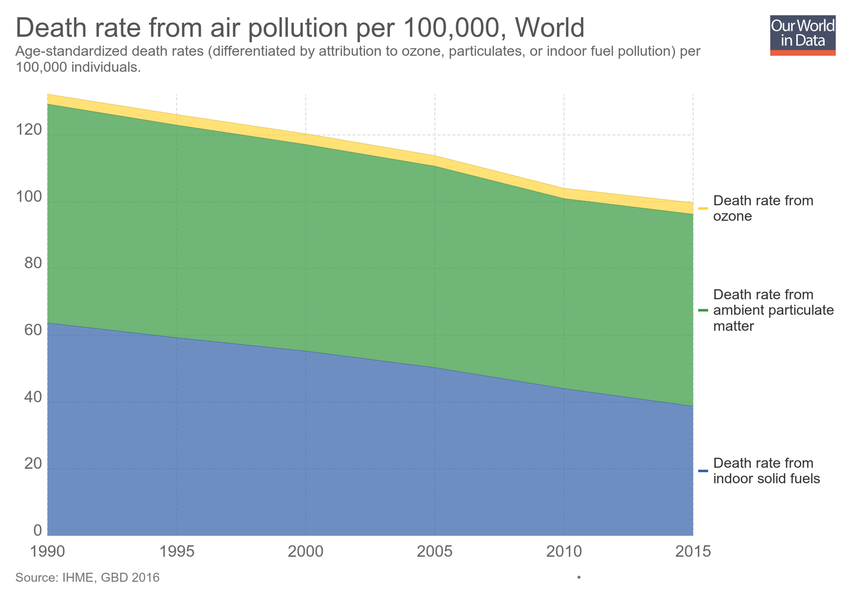 Death rate from air pollution per 100,000, World
Our World
in Data
Age-standardized death rates (differentiated by attribution to ozone, particulates, or indoor fuel pollution) per
100,000 individuals.
120
100
80
60
40
20
0
Death rate from
ozone
Death rate from
ambient particulate
matter
Death rate from
indoor solid fuels
1990 1995 2000 2005 2010 2015
Source: IHME, GBD 2016